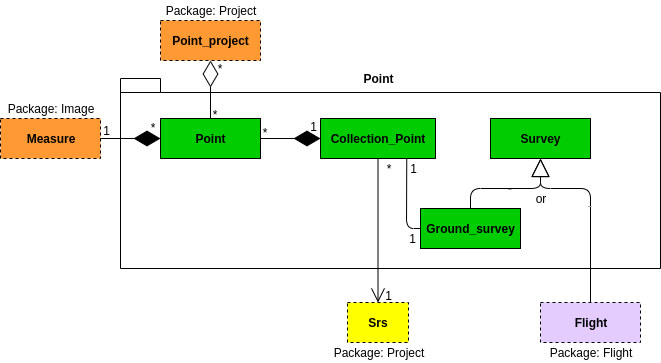 Package: Project
Point_project
*
Point
Package: Image
Measure
1
*
*
Point
*
1
Collection_Point
Survey
*
1
or
1
Ground_survey
1
Srs
Flight
Package: Project
Package: Flight